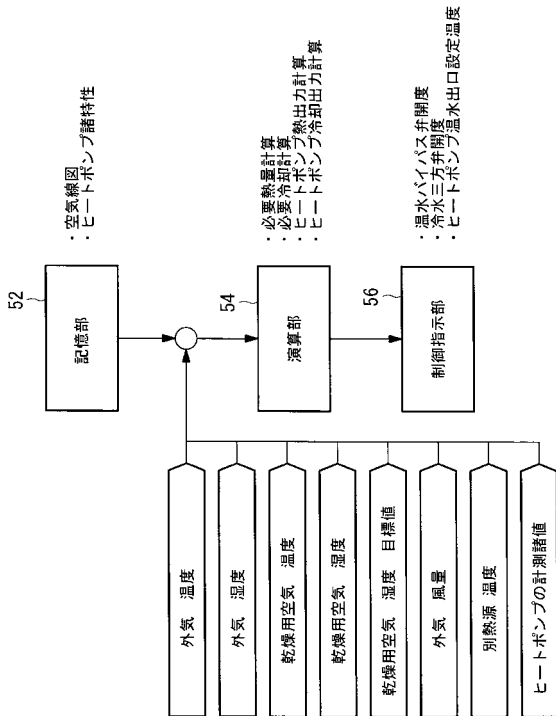 52
記憶部
・空気線図
・ヒートポンプ諸特性
54
演算部
・必要熱量計算
・必要冷却計算
・ヒートポンプ熱出力計算
・ヒートポンプ冷却出力計算
56
制御指示部
・温水バイパス弁開度
・冷水三方弁開度
・ヒートポンプ温水出口設定温度
外気 温度
外気 湿度
乾燥用空気 温度
乾燥用空気 湿度
乾燥用空気 湿度 目標値
外気 風量
別熱源 温度
ヒートポンプの計測諸値